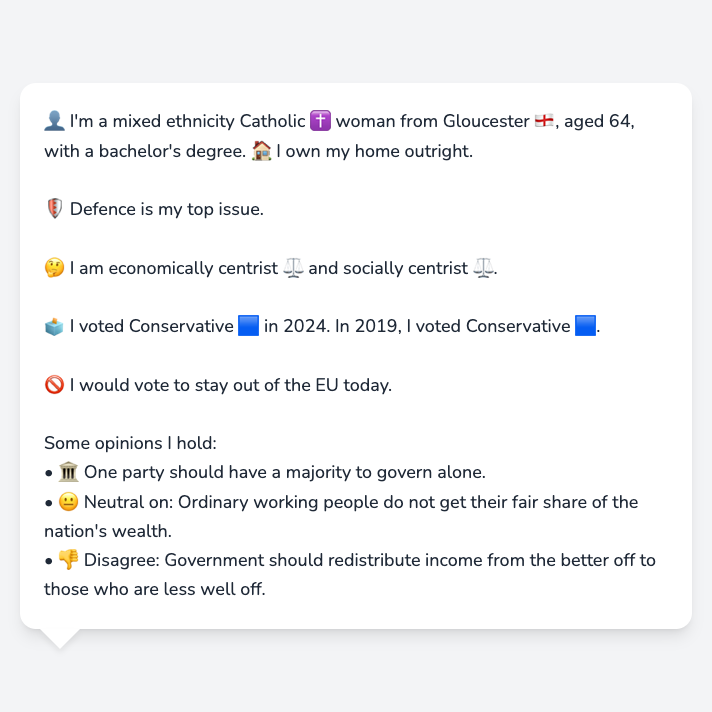 👤 I'm a mixed ethnicity Catholic ✝️ woman from Gloucester 🏴󠁧󠁢󠁥󠁮󠁧󠁿, aged 64,
with a bachelor's degree. 🏠 I own my home outright.
🛡️ Defence is my top issue.
🤔 I am economically centrist ⚖️ and socially centrist ⚖️.
🗳️ I voted Conservative 🟦 in 2024. In 2019, I voted Conservative 🟦.
🚫 I would vote to stay out of the EU today.
Some opinions I hold:
• 🏛️ One party should have a majority to govern alone.
• 😐 Neutral on: Ordinary working people do not get their fair share of the
nation's wealth.
• 👎 Disagree: Government should redistribute income from the better off to
those who are less well off.